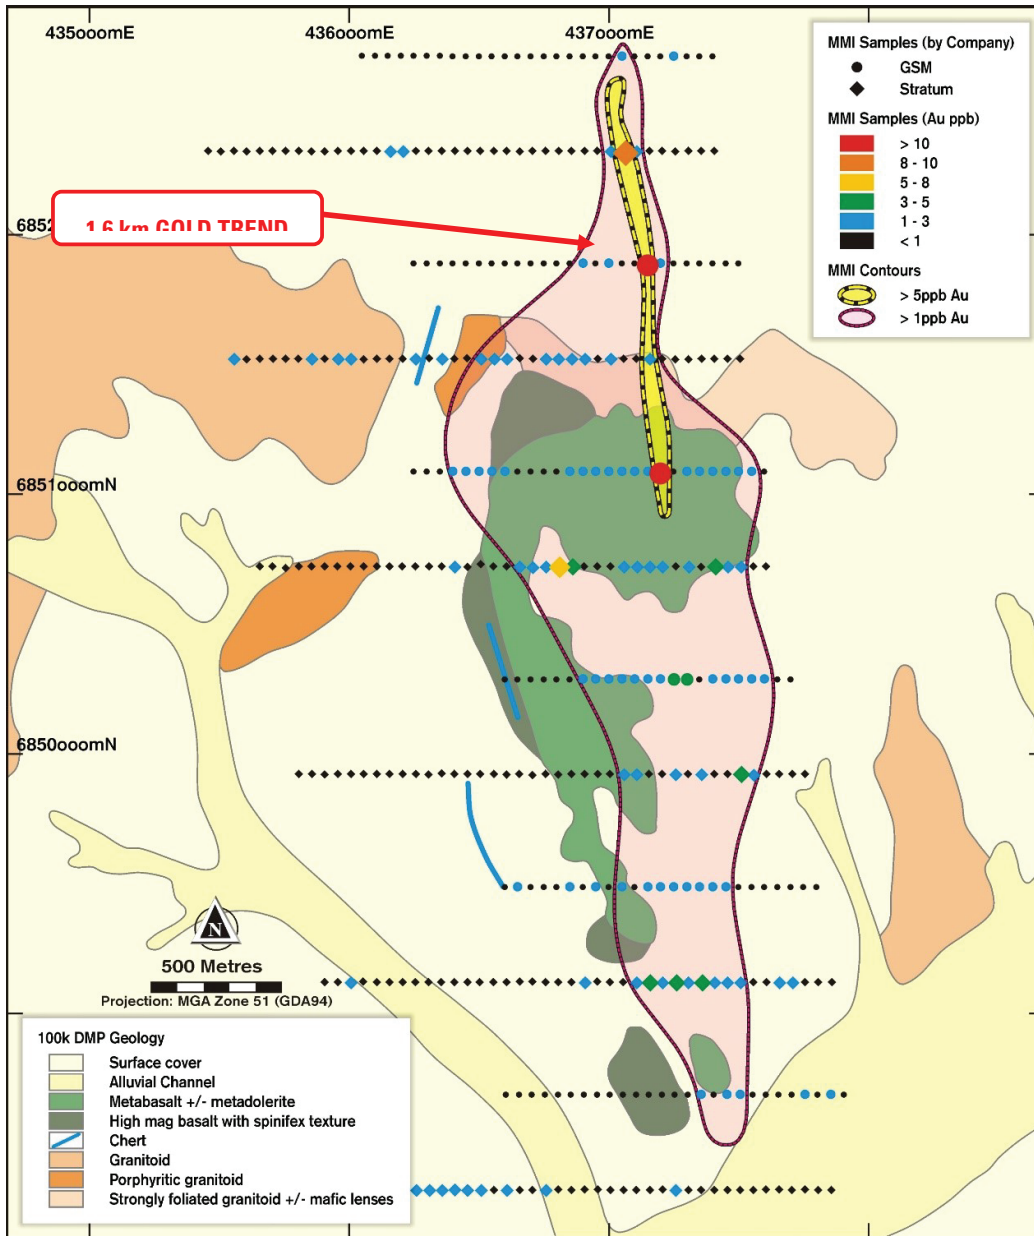 435000mE 436000mE 437000mE
MMI Samples (by Company)
GSM
Stratum
MMI Samples (Au ppb)
> 10
8 - 10
5 - 8
3 - 5
1 - 3
< 1
MMI Contours
> 5ppb Au
> 1ppb Au
1.6 km GOLD TREND
6852
6851000mN
6850000mN
N
500 Metres
Projection: MGA Zone 51 (GDA94)
100k DMP Geology
Surface cover
Alluvial Channel
Metabasalt +/- metadolerite
High mag basalt with spinifex texture
Chert
Granitoid
Porphyritic granitoid
Strongly foliated granitoid +/- mafic lenses